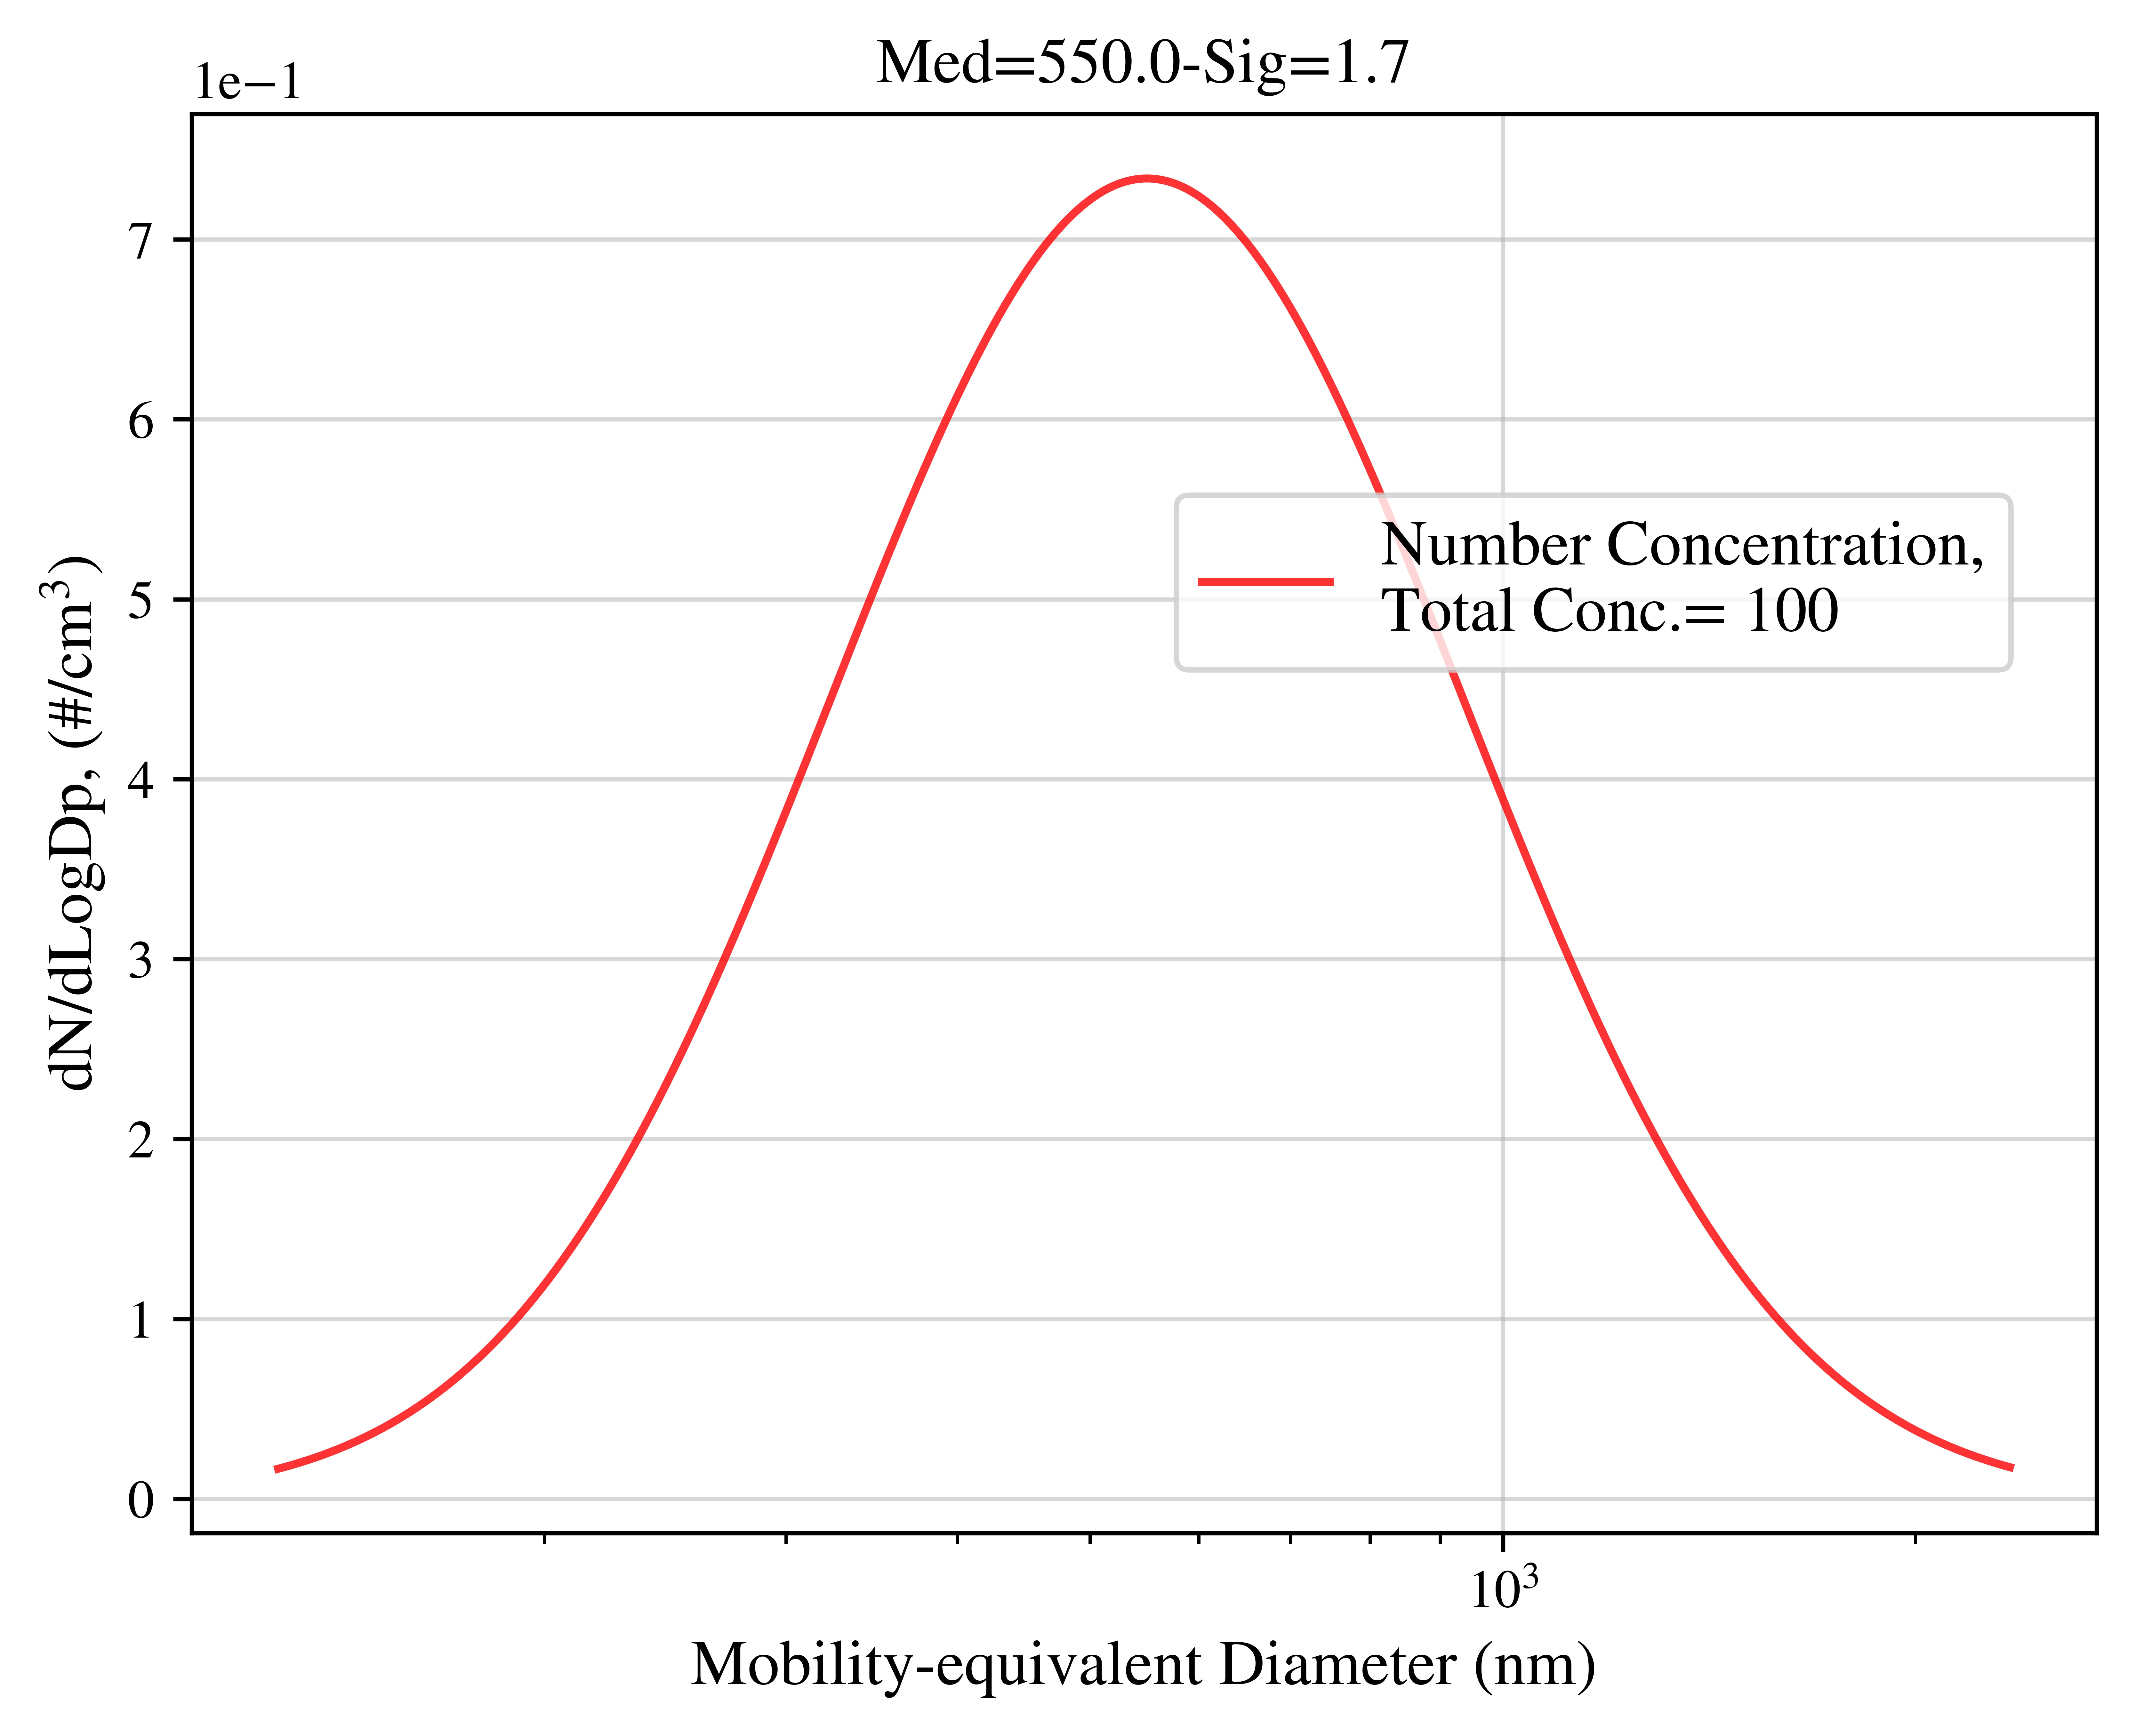 Med=550.0-Sig=1.7
1e−1
7
6
5
4
3
2
1
0
dN/dLogDp, (#/cm³)
Number Concentration,
Total Conc.= 100
10³
Mobility-equivalent Diameter (nm)